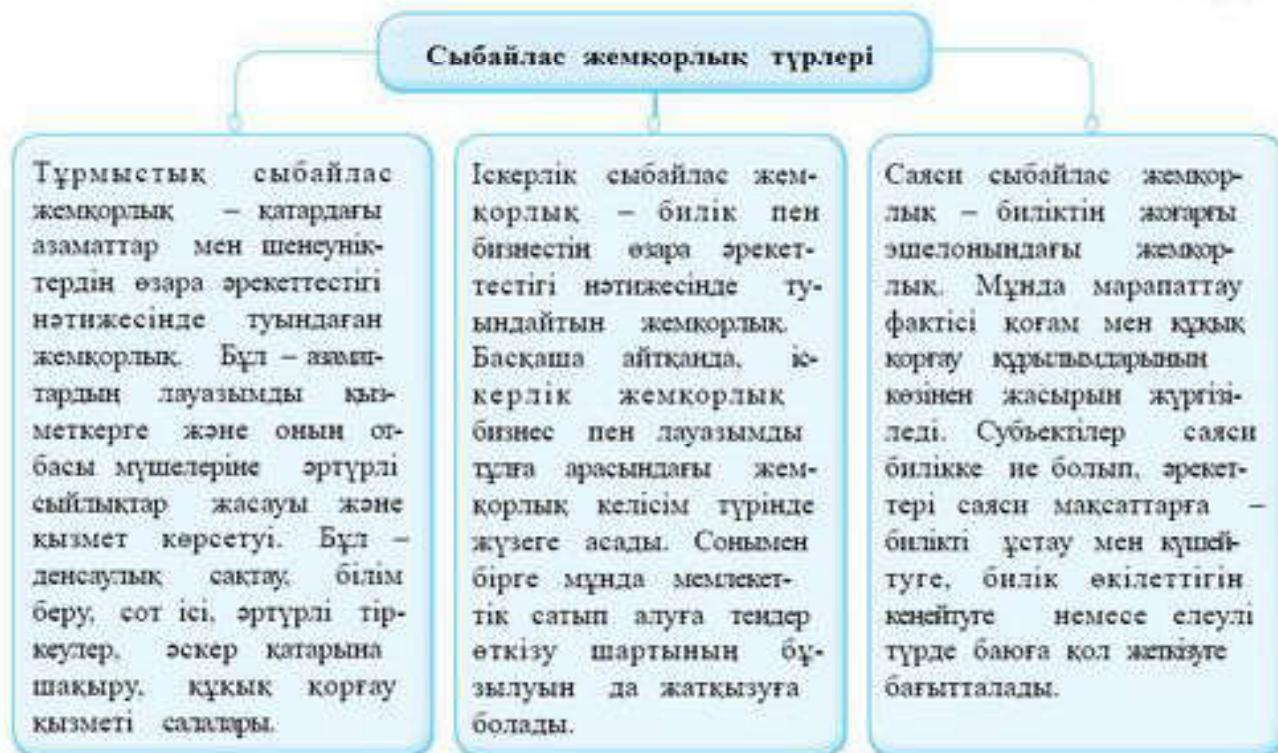 Сыбайлас жемқорлық түрлері
Тұрмыстық сыбайлас
жемқорлық – қатардағы
азаматтар мен шенеунік-
тердің өзара әрекеттестігі
нәтижесінде туындаған
жемқорлық. Бұл – азамат-
тардың лауазымды қыз-
меткерге және оның от-
басы мүшелеріне әртүрлі
сыйлықтар жасауы және
қызмет көрсетуі. Бұл –
денсаулық сақтау, білім
беру, сот ісі, әртүрлі тір-
кеулер, әскер қатарына
шақыру, құқық қорғау
қызметі салалары.
Іскерлік сыбайлас жем-
қорлық – билік пен
бизнестің өзара әрекет-
тестігі нәтижесінде ту-
ындайтын жемқорлық.
Басқаша айтқанда, іс-
керлік жемқорлық
бизнес пен лауазымды
тұлға арасындағы жем-
қорлық келісім түрінде
жүзеге асады. Сонымен
бірге мұнда мемлекет-
тік сатып алуға тендер
өткізу шартының бұ-
зылуын да жатқызуға
болады.
Саяси сыбайлас жемқор-
лық – биліктің жоғарғы
эшелонындағы жемқор-
лық. Мұнда марапаттау
фактісі қоғам мен құқық
қорғау құрылымдарының
көзінен жасырын жүргізі-
леді. Субъектілер саяси
билікке ие болып, әрекет-
тері саяси мақсаттарға –
билікті ұстау мен күшей-
туге, билік өкілеттігін
кеңейтуге немесе елеулі
түрде баюға қол жеткізуге
бағытталады.